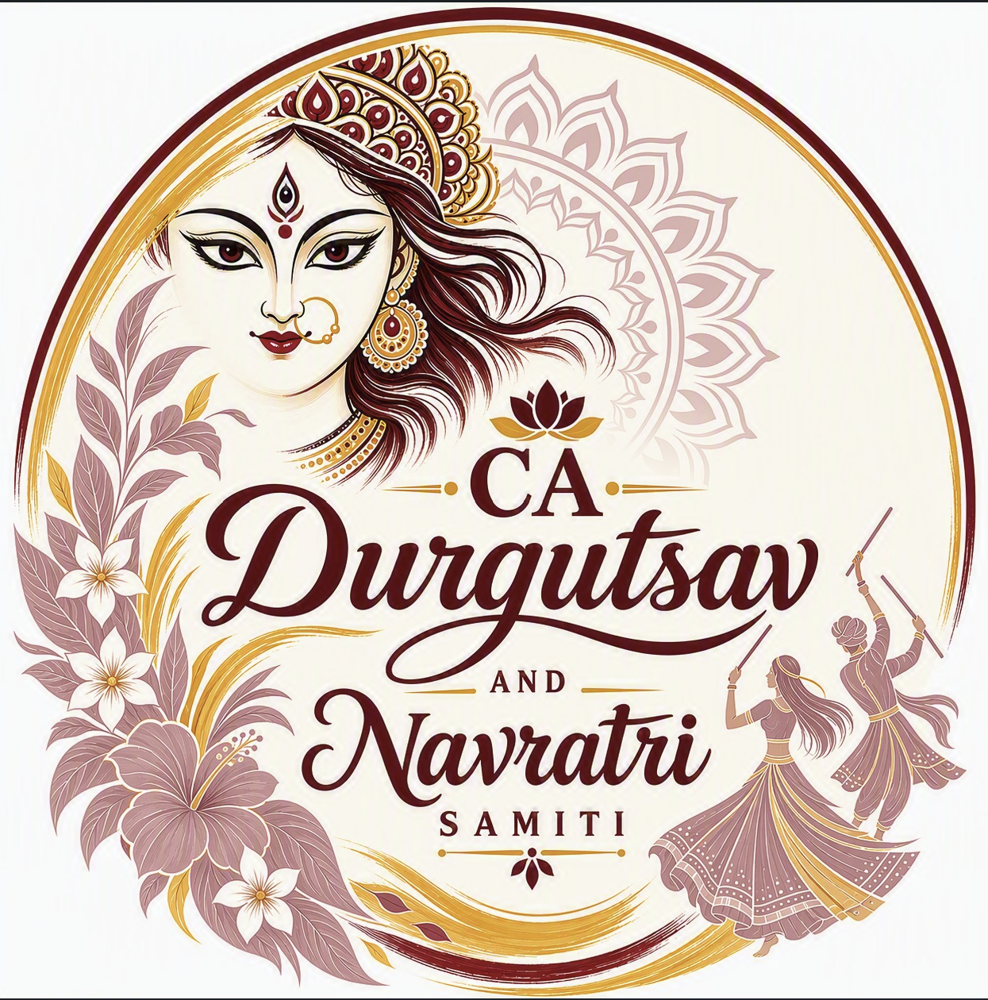 CA
Durgutsav
AND
Navratri
SAMITI